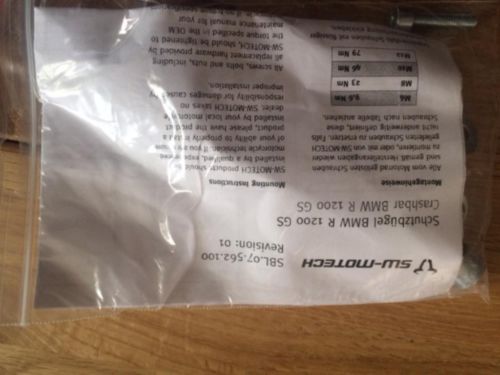 SW-MOTECH
SBL.07.562.100
Revision: 01
Schutzbügel BMW R 1200 GS
Crashbar BMW R 1200 GS
Montagehinweise
Alle vom Motorrad gelösten Schrauben
sind gemäß Herstellerangaben wieder
zu montieren, oder mit von SW-MOTECH
gelieferten Schrauben zu ersetzen. Falls
nicht anderweitig definiert, diese
Schrauben nach Tabelle anziehen.
M6 9,6 Nm
M8 23 Nm
M10 46 Nm
M12 79 Nm
Mounting Instructions
SW-MOTECH products should be
installed by a qualified, experienced
motorcycle technician. If you are unsure
of your ability to properly install a
product, please have the product
installed by your local motorcycle
dealer. SW-MOTECH takes no
responsibility for damages caused by
improper installation.
All screws, and bolts and nuts, including
all replacement hardware provided by
SW-MOTECH, should be tightened to
the torque specified in the OEM
maintenance manual for your